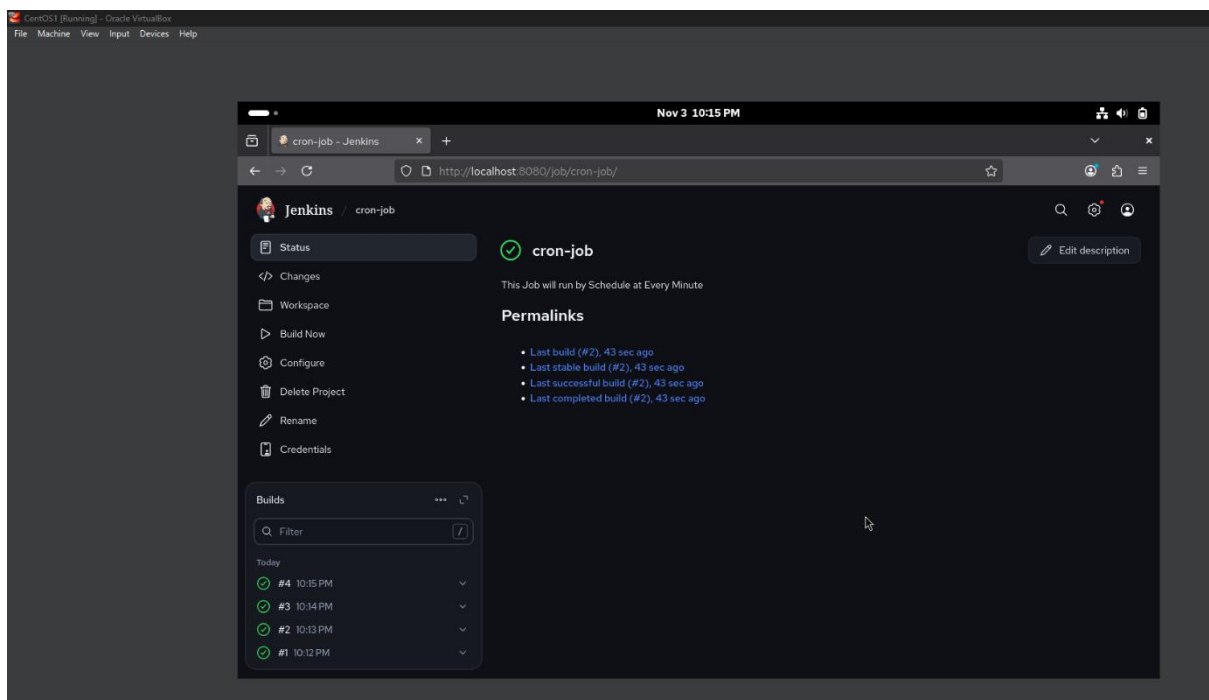 CentOS1 [Running] - Oracle VirtualBox
File Machine View Input Devices Help
Nov 3 10:15 PM
cron-job - Jenkins
http://localhost:8080/job/cron-job/
Jenkins / cron-job
Status
cron-job
Edit description
Changes
This Job will run by Schedule at Every Minute
Workspace
Permalinks
Build Now
Last build (#2), 43 sec ago
Last stable build (#2), 43 sec ago
Last successful build (#2), 43 sec ago
Last completed build (#2), 43 sec ago
Configure
Delete Project
Rename
Credentials
Builds
Filter /
Today
#4 10:15 PM
#3 10:14 PM
#2 10:13 PM
#1 10:12 PM